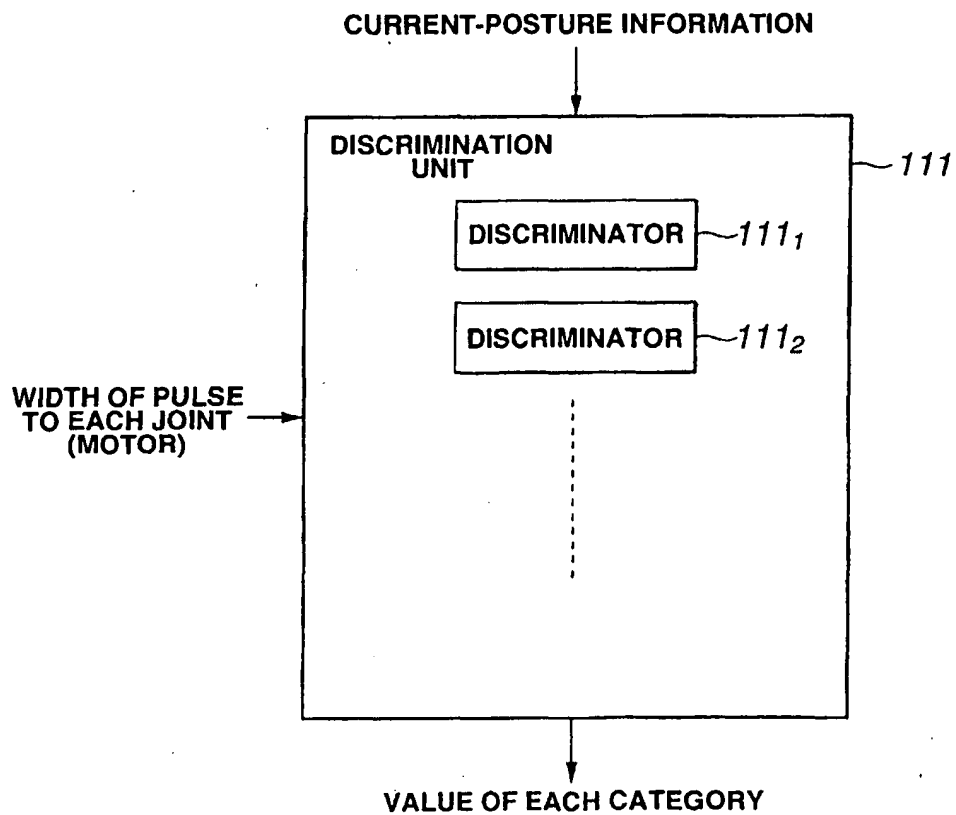 CURRENT-POSTURE INFORMATION
DISCRIMINATION
UNIT
111
DISCRIMINATOR
111₁
DISCRIMINATOR
111₂
WIDTH OF PULSE
TO EACH JOINT
(MOTOR)
VALUE OF EACH CATEGORY